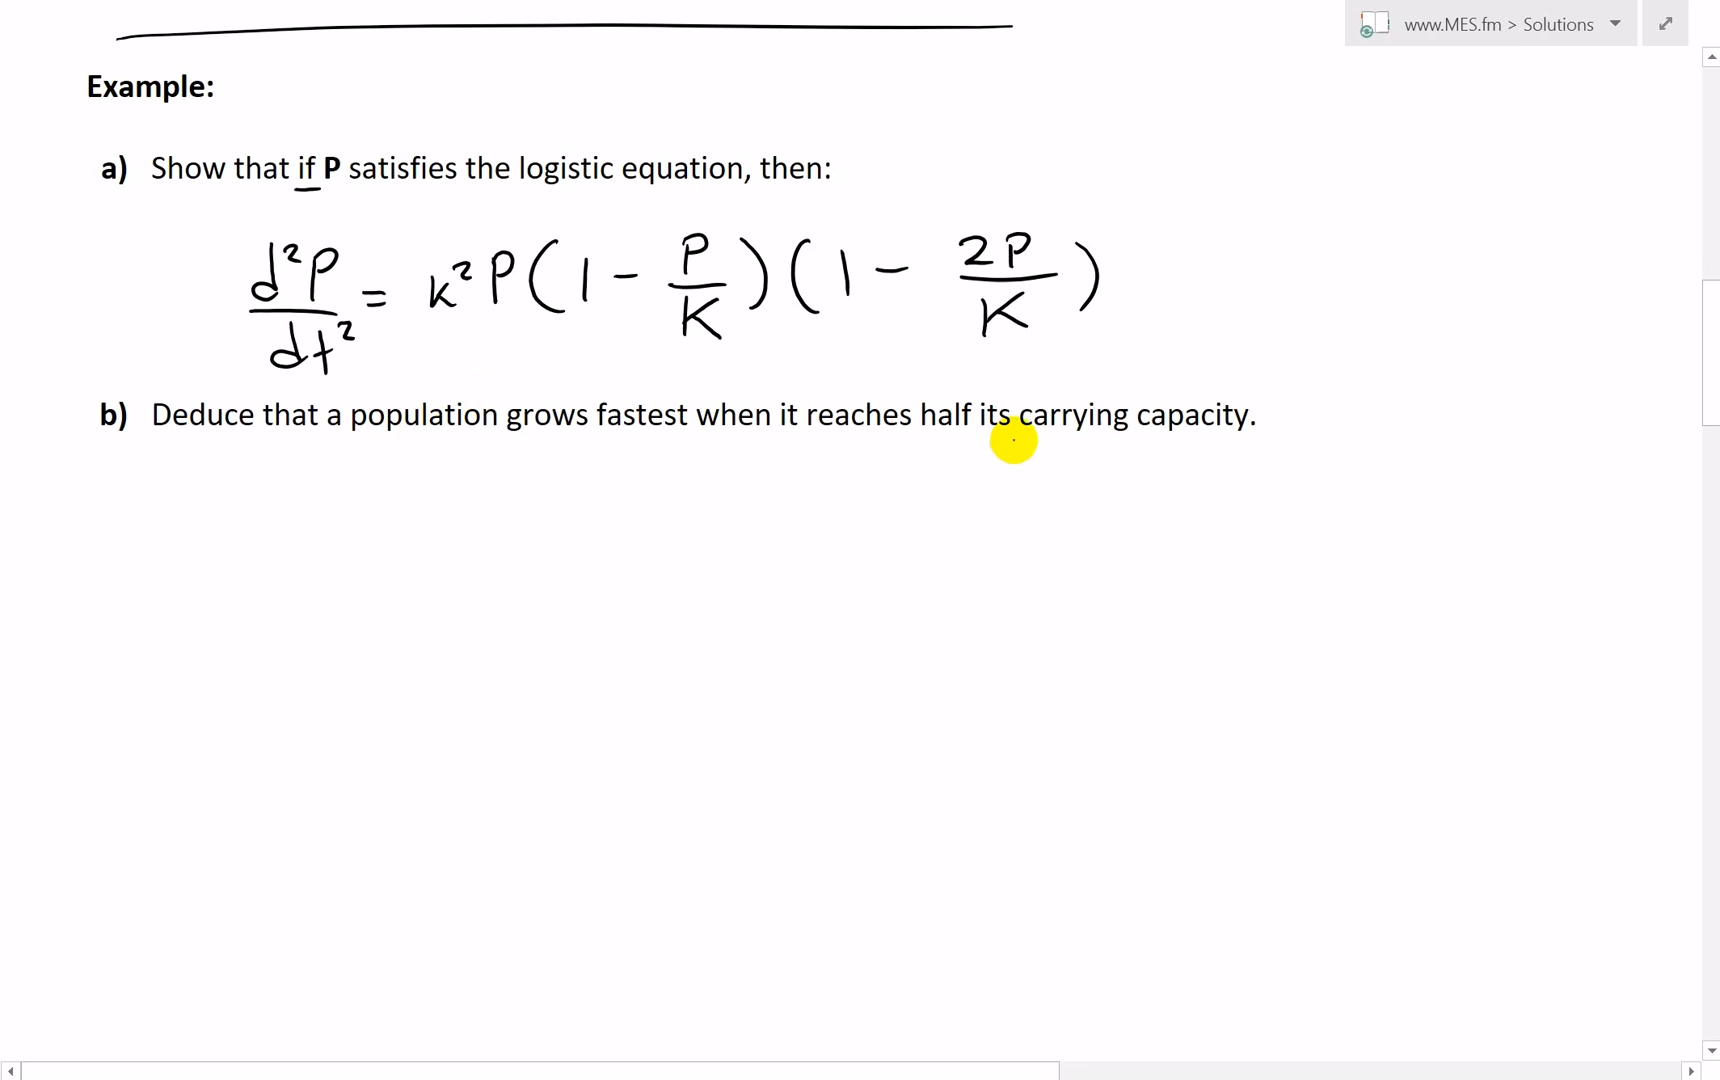 www.MES.fm > Solutions
Example:
a) Show that if P satisfies the logistic equation, then:
d²P/dt² = k²P(1 - P/K)(1 - 2P/K)
b) Deduce that a population grows fastest when it reaches half its carrying capacity.